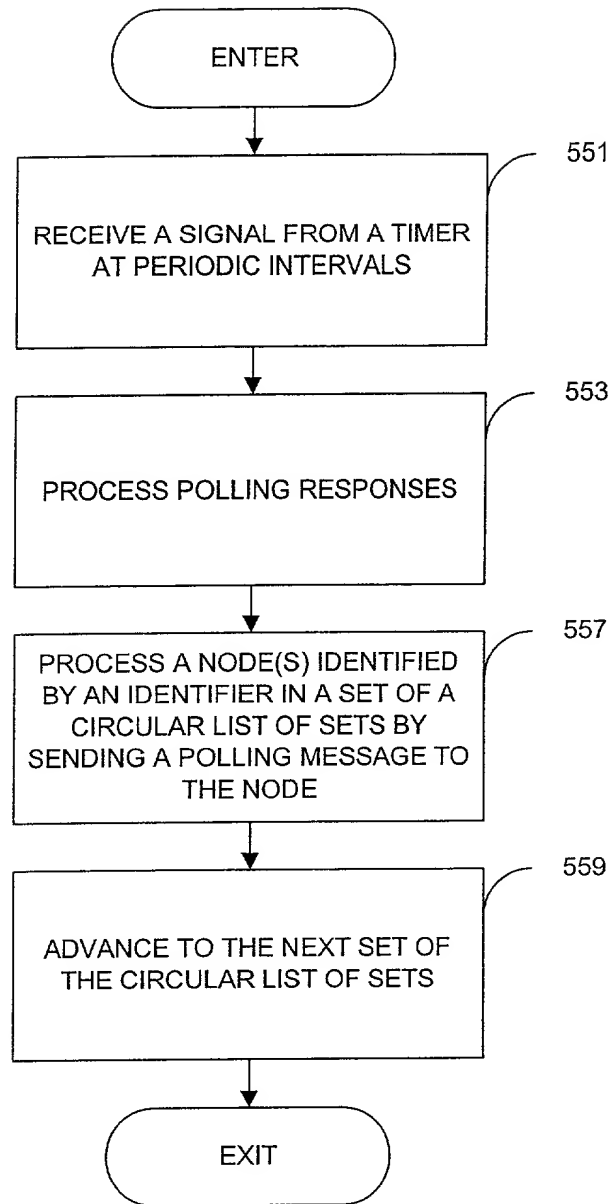 ENTER
551
RECEIVE A SIGNAL FROM A TIMER
AT PERIODIC INTERVALS
553
PROCESS POLLING RESPONSES
557
PROCESS A NODE(S) IDENTIFIED
BY AN IDENTIFIER IN A SET OF A
CIRCULAR LIST OF SETS BY
SENDING A POLLING MESSAGE TO
THE NODE
559
ADVANCE TO THE NEXT SET OF
THE CIRCULAR LIST OF SETS
EXIT